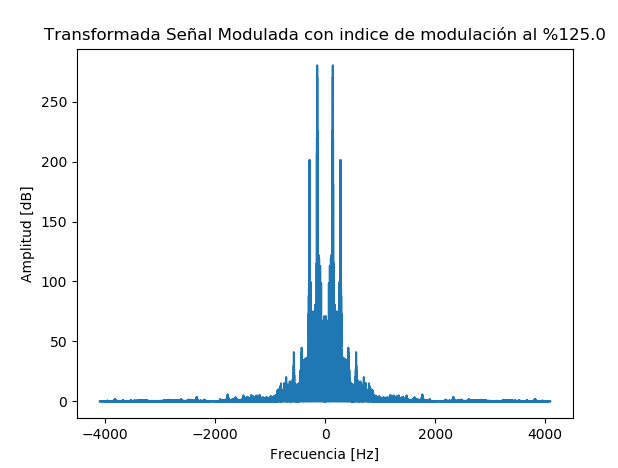 Transformada Señal Modulada con indice de modulación al %125.0
Amplitud [dB]
250
200
150
100
50
0
−4000 −2000 0 2000 4000
Frecuencia [Hz]